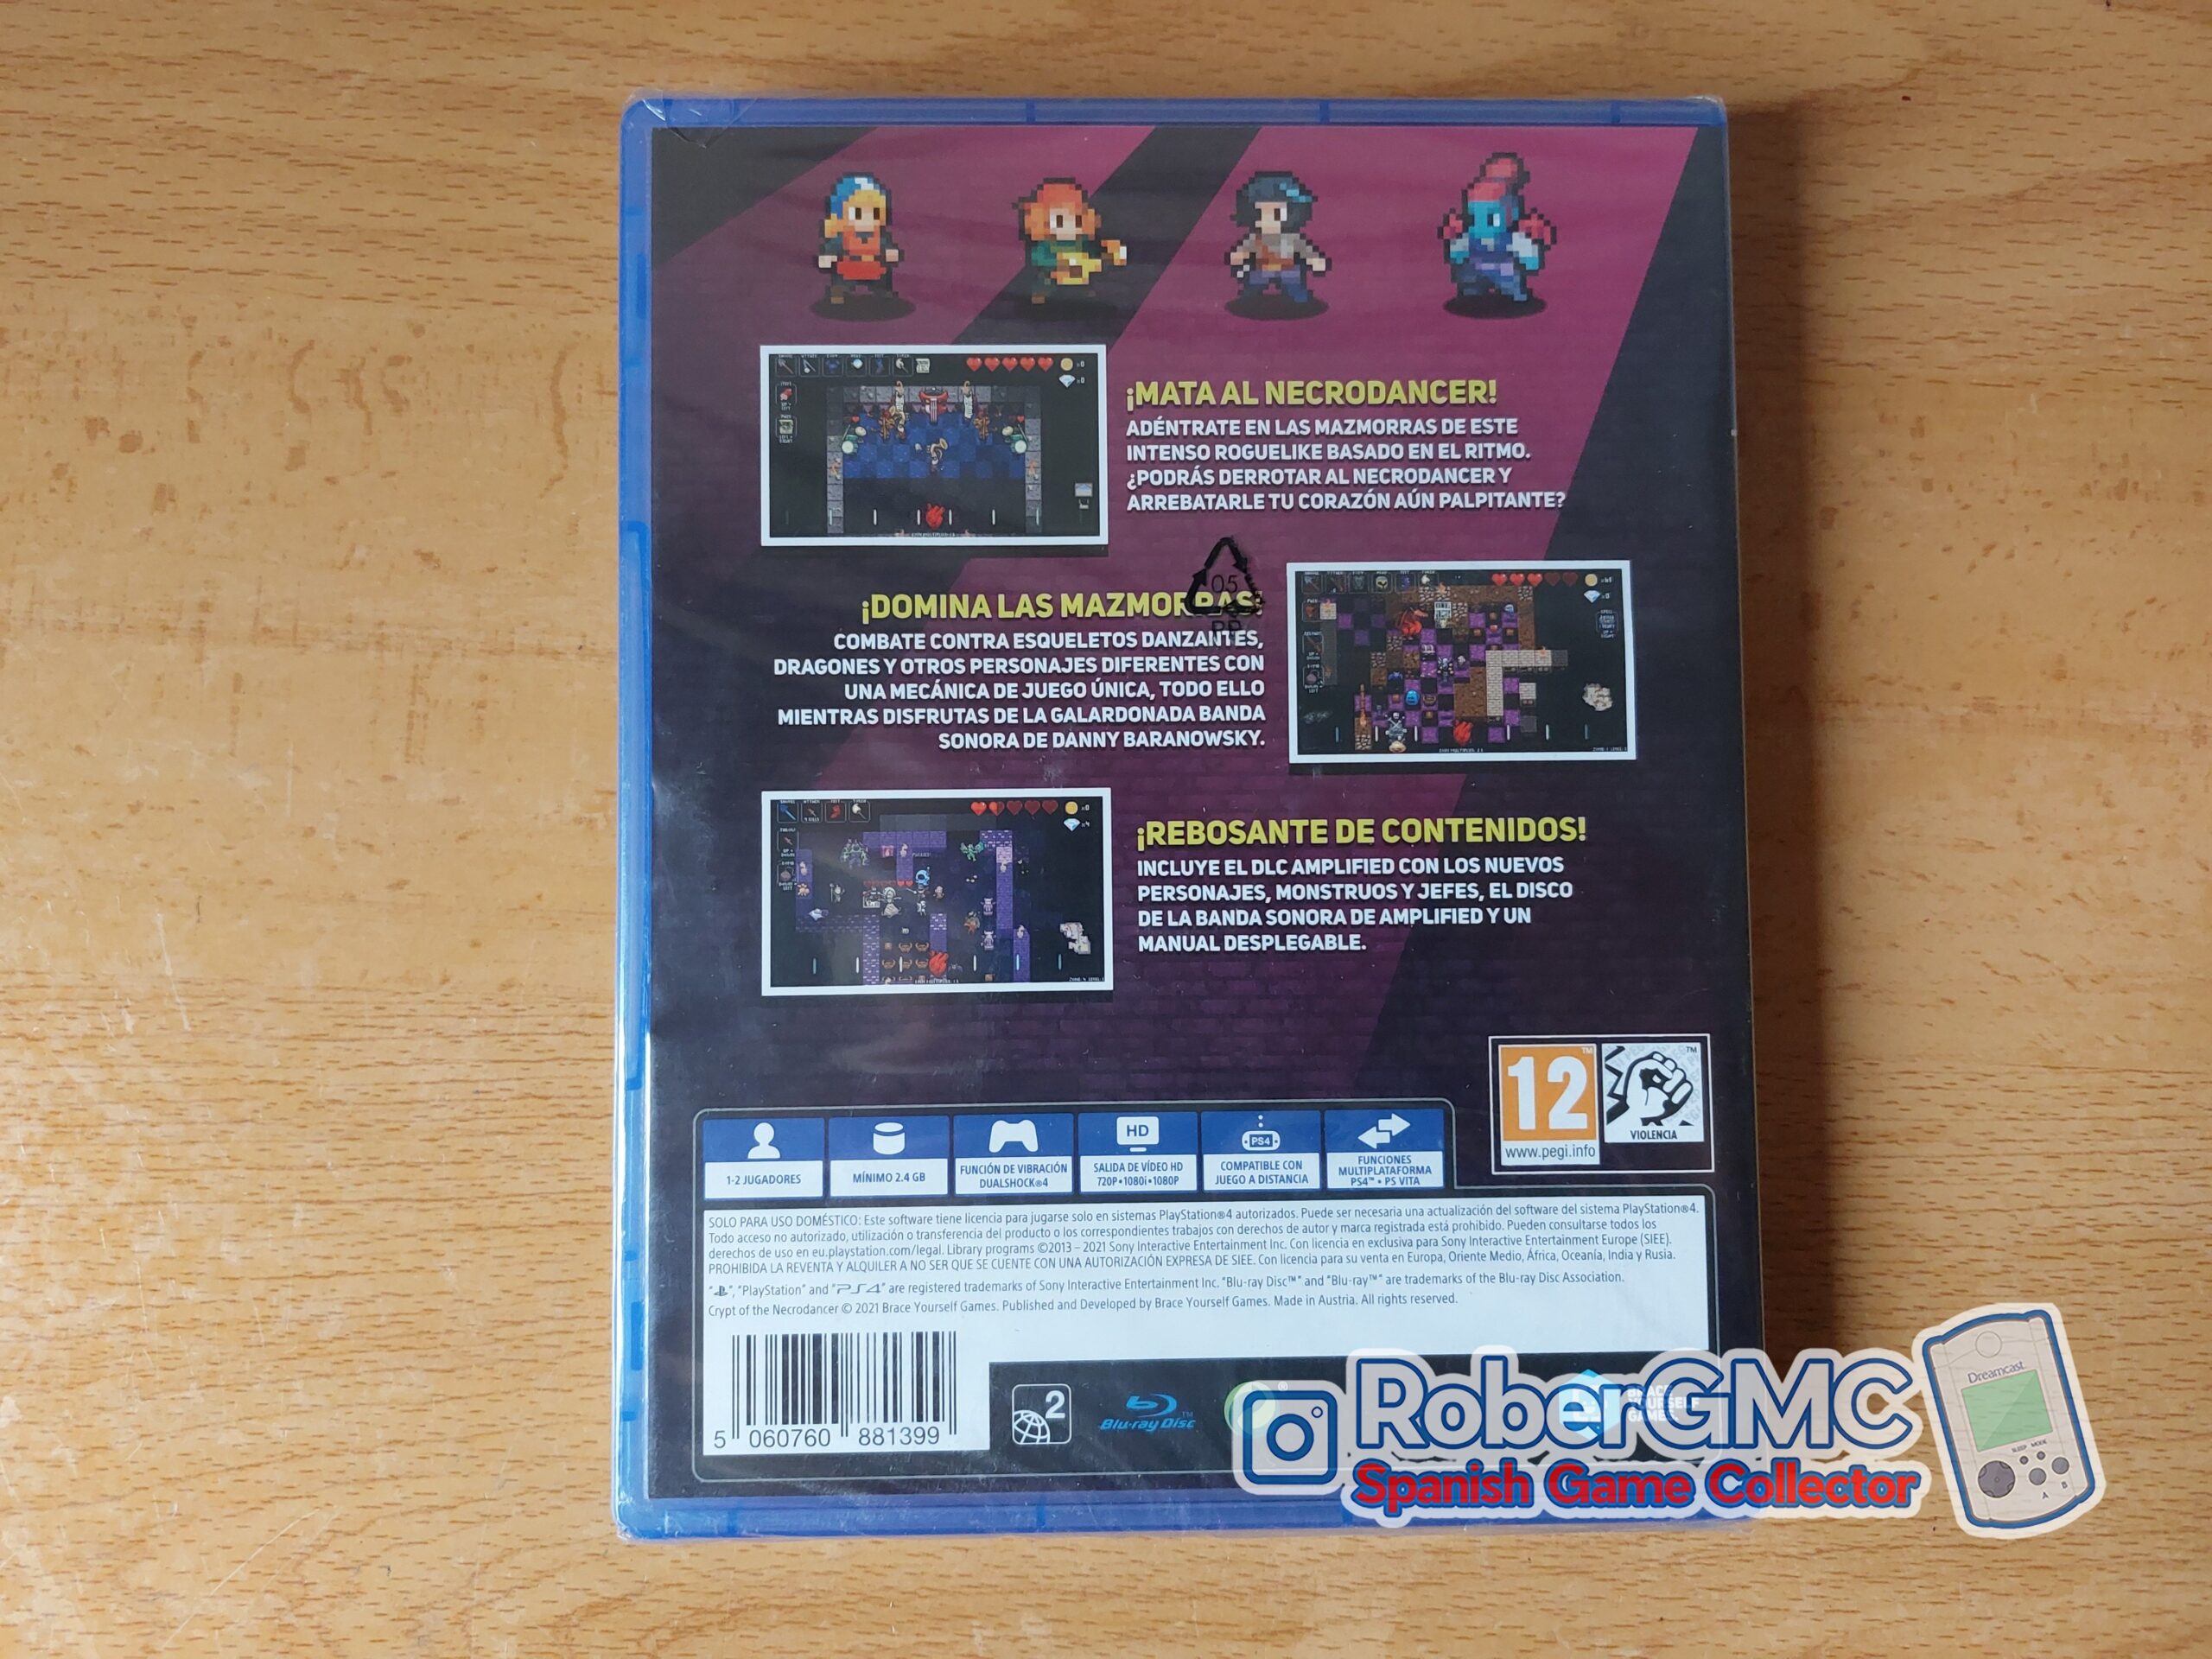 ¡MATA AL NECRODANCER!
ADÉNTRATE EN LAS MAZMORRAS DE ESTE
INTENSO ROGUELIKE BASADO EN EL RITMO.
¿PODRÁS DERROTAR AL NECRODANCER Y
ARREBATARLE TU CORAZÓN AÚN PALPITANTE?
05
PP
¡DOMINA LAS MAZMORRAS!
COMBATE CONTRA ESQUELETOS DANZANTES,
DRAGONES Y OTROS PERSONAJES DIFERENTES CON
UNA MECÁNICA DE JUEGO ÚNICA, TODO ELLO
MIENTRAS DISFRUTAS DE LA GALARDONADA BANDA
SONORA DE DANNY BARANOWSKY.
¡REBOSANTE DE CONTENIDOS!
INCLUYE EL DLC AMPLIFIED CON LOS NUEVOS
PERSONAJES, MONSTRUOS Y JEFES, EL DISCO
DE LA BANDA SONORA DE AMPLIFIED Y UN
MANUAL DESPLEGABLE.
12
www.pegi.info
VIOLENCIA
1-2 JUGADORES
MÍNIMO 2.4 GB
FUNCIÓN DE VIBRACIÓN
DUALSHOCK®4
HD
SALIDA DE VÍDEO HD
720P•1080i•1080P
PS4
COMPATIBLE CON
JUEGO A DISTANCIA
FUNCIONES
MULTIPLATAFORMA
PS4™ • PS VITA
SOLO PARA USO DOMÉSTICO: Este software tiene licencia para jugarse solo en sistemas PlayStation®4 autorizados. Puede ser necesaria una actualización del software del sistema PlayStation®4.
Todo acceso no autorizado, utilización o transferencia del producto o los correspondientes trabajos con derechos de autor y marca registrada está prohibido. Pueden consultarse todos los
derechos de uso en eu.playstation.com/legal. Library programs ©2013 – 2021 Sony Interactive Entertainment Inc. Con licencia en exclusiva para Sony Interactive Entertainment Europe (SIEE).
PROHIBIDA LA REVENTA Y ALQUILER A NO SER QUE SE CUENTE CON UNA AUTORIZACIÓN EXPRESA DE SIEE. Con licencia para su venta en Europa, Oriente Medio, África, Oceanía, India y Rusia.
"", "PlayStation" and "PS4" are registered trademarks of Sony Interactive Entertainment Inc. "Blu-ray Disc™" and "Blu-ray™" are trademarks of the Blu-ray Disc Association.
Crypt of the Necrodancer © 2021 Brace Yourself Games. Published and Developed by Brace Yourself Games. Made in Austria. All rights reserved.
5 060760 881399
2
Blu-ray Disc™
BRACE
YOURSELF
GAMES
RoberGMC
Spanish Game Collector
Dreamcast
SLEEP MODE
A B